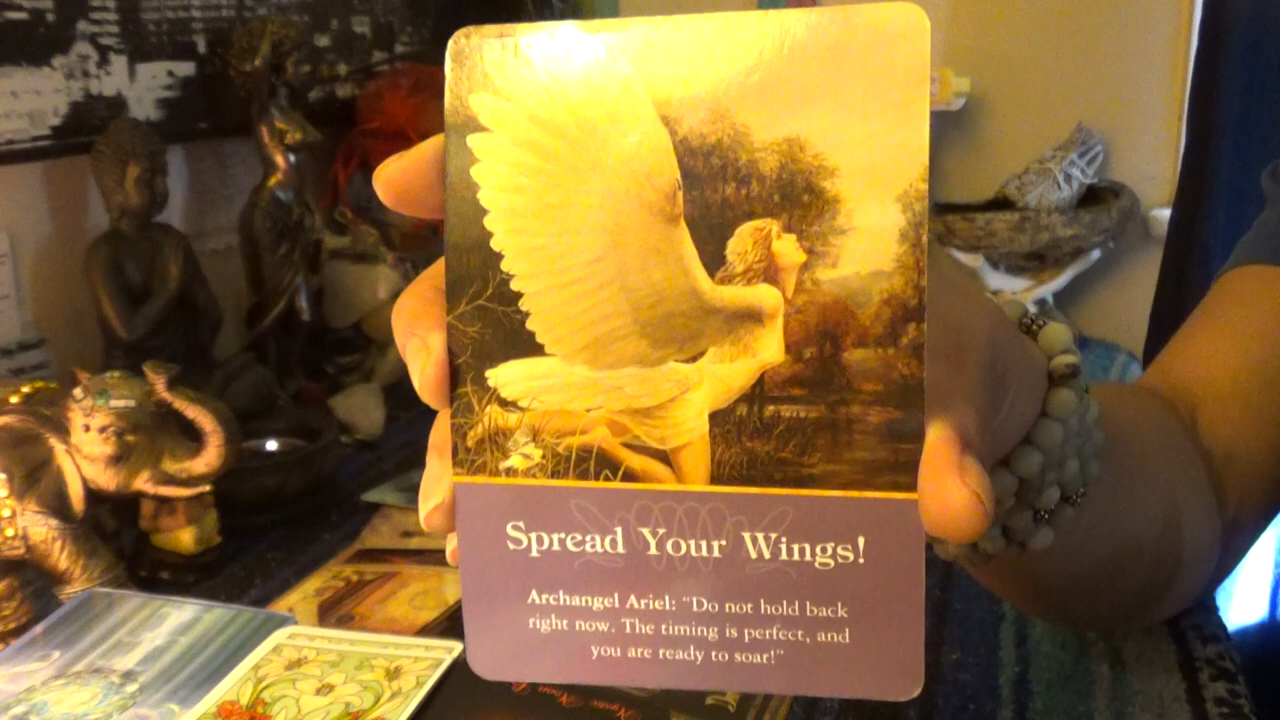 Spread Your Wings!
Archangel Ariel: “Do not hold back
right now. The timing is perfect, and
you are ready to soar!”